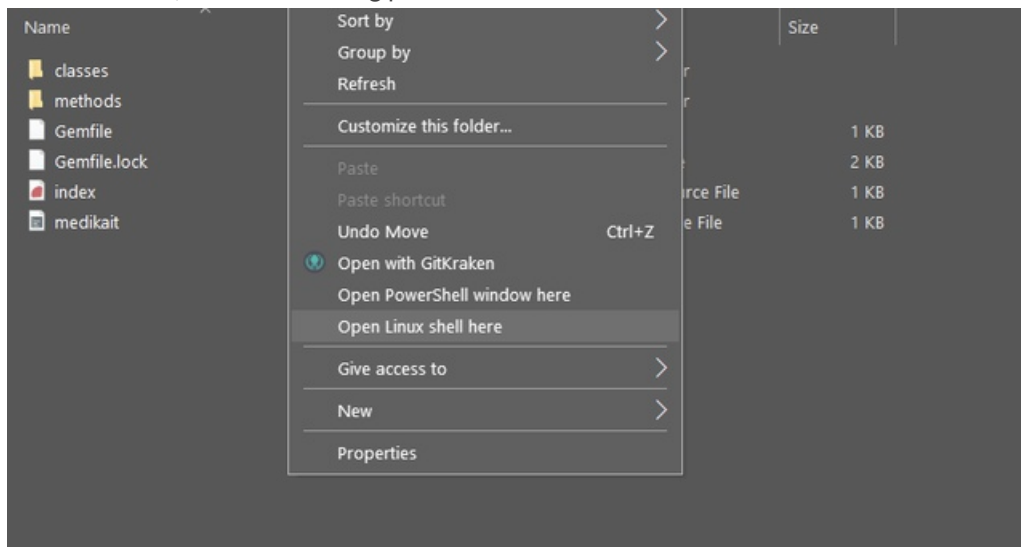 Name
Size
classes
methods
Gemfile
1 KB
Gemfile.lock
2 KB
index
urce File
1 KB
medikait
e File
1 KB
Sort by
Group by
Refresh
Customize this folder...
Paste
Paste shortcut
Undo Move Ctrl+Z
Open with GitKraken
Open PowerShell window here
Open Linux shell here
Give access to
New
Properties